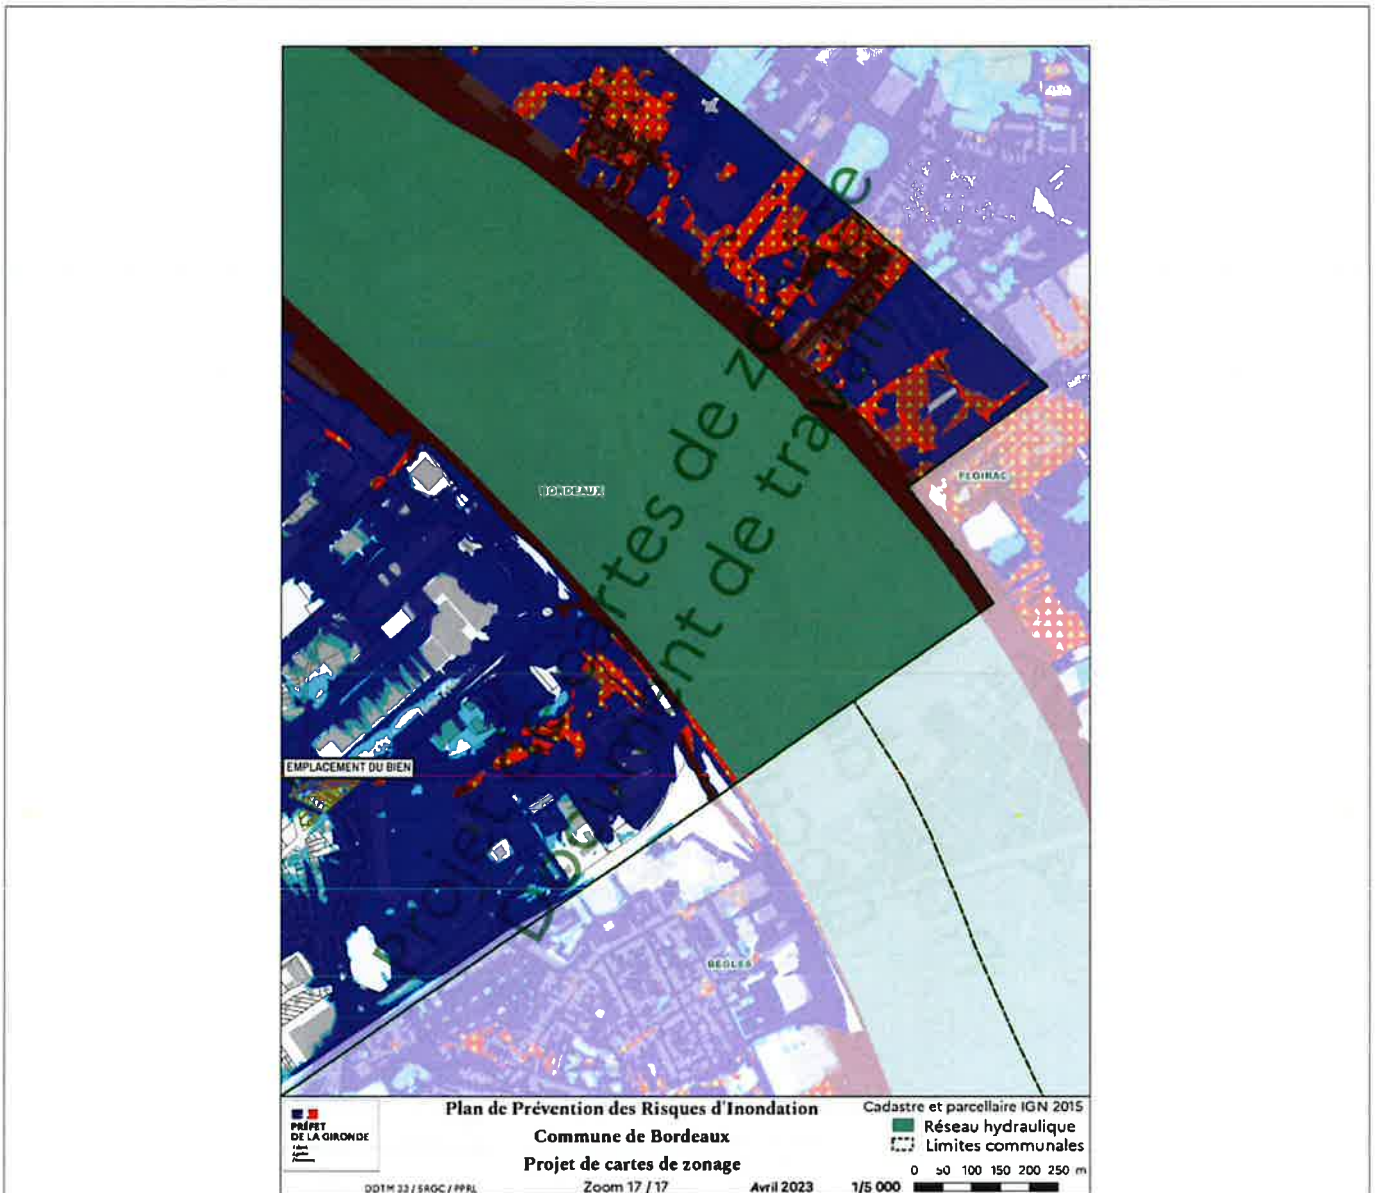 Projet de cartes de zo
Document de travail
BORDEAUX
FLOIRAC
EMPLACEMENT DU BIEN
BÈGLES
PRÉFET
DE LA GIRONDE
Plan de Prévention des Risques d'Inondation
Commune de Bordeaux
Projet de cartes de zonage
Cadastre et parcellaire IGN 2015
Réseau hydraulique
Limites communales
0 50 100 150 200 250 m
DDTM 33 / SRGC / PPRL
Zoom 17 / 17
Avril 2023
1/5 000